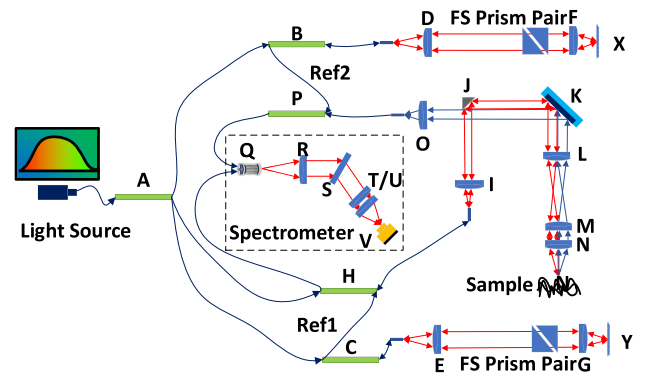 D
FS Prism Pair
F
B
X
Ref2
J
K
P
O
Q
R
A
L
T/U
S
I
Light Source
M
Spectrometer
V
N
H
Sample
Ref1
C
Y
E
FS Prism Pair
G